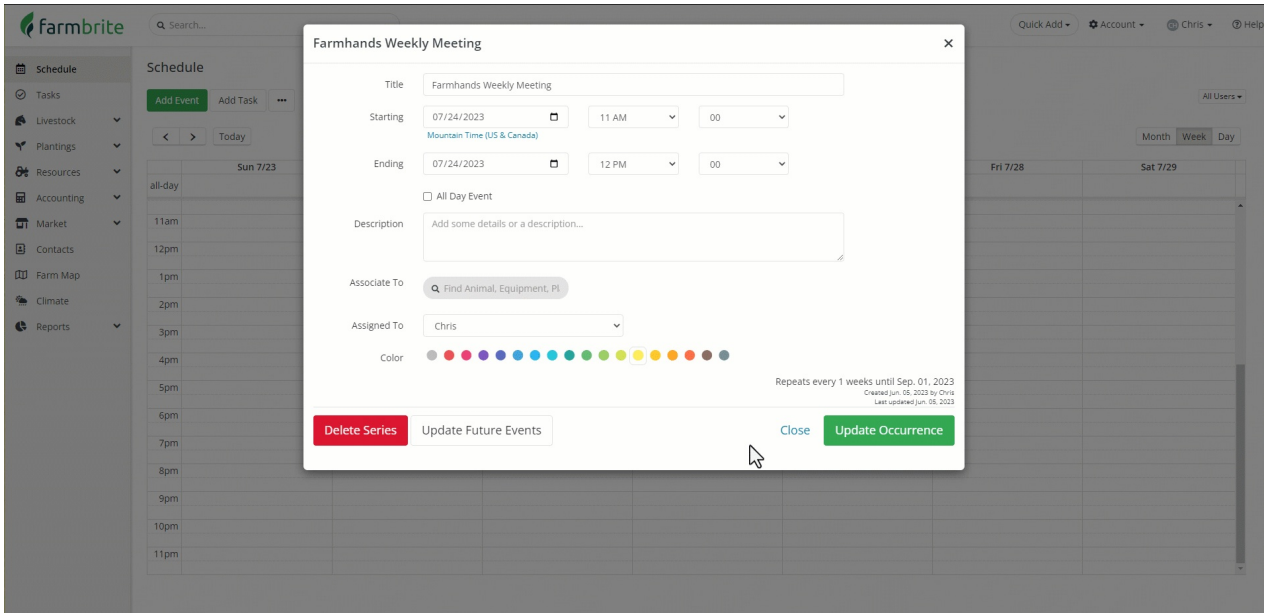 farmbrite
Search...
Quick Add
Account
Chris
Help
Schedule
Tasks
Livestock
Plantings
Resources
Accounting
Market
Contacts
Farm Map
Climate
Reports
Schedule
Add Event Add Task •••
All Users
< > Today
Month Week Day
Sun 7/23 Fri 7/28 Sat 7/29
all-day
11am
12pm
1pm
2pm
3pm
4pm
5pm
6pm
7pm
8pm
9pm
10pm
11pm
Farmhands Weekly Meeting ×
Title Farmhands Weekly Meeting
Starting 07/24/2023 11 AM 00
Mountain Time (US & Canada)
Ending 07/24/2023 12 PM 00
All Day Event
Description Add some details or a description...
Associate To Find Animal, Equipment, Pl
Assigned To Chris
Color
Repeats every 1 weeks until Sep. 01, 2023
Created Jun. 05, 2023 by Chris
Last updated Jun. 05, 2023
Delete Series Update Future Events Close Update Occurrence